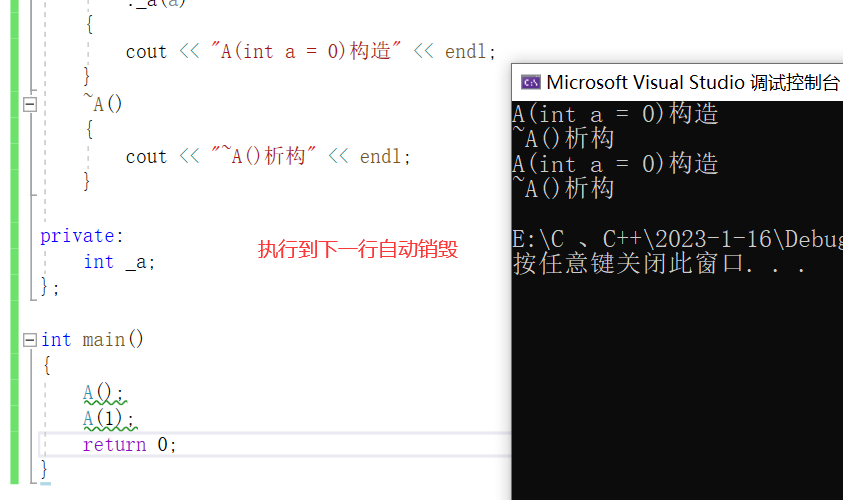 :_a(a)
{
cout << "A(int a = 0)构造" << endl;
}
~A()
{
cout << "~A()析构" << endl;
}
private:
int _a;
};
执行到下一行自动销毁
int main()
{
A();
A(1);
return 0;
}
Microsoft Visual Studio 调试控制台
A(int a = 0)构造
~A()析构
A(int a = 0)构造
~A()析构
E:\C 、C++\2023-1-16\Debug
按任意键关闭此窗口. . .